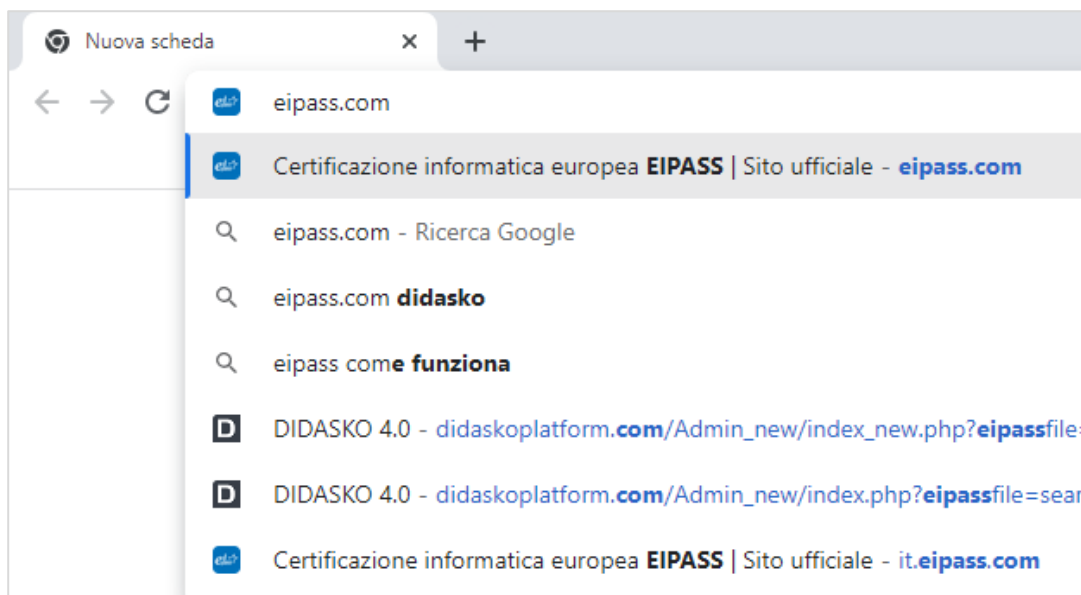 Nuova scheda
eipass.com
Certificazione informatica europea EIPASS | Sito ufficiale - eipass.com
eipass.com - Ricerca Google
eipass.com didasko
eipass come funziona
DIDASKO 4.0 - didaskoplatform.com/Admin_new/index_new.php?eipassfile=
DIDASKO 4.0 - didaskoplatform.com/Admin_new/index.php?eipassfile=sear
Certificazione informatica europea EIPASS | Sito ufficiale - it.eipass.com